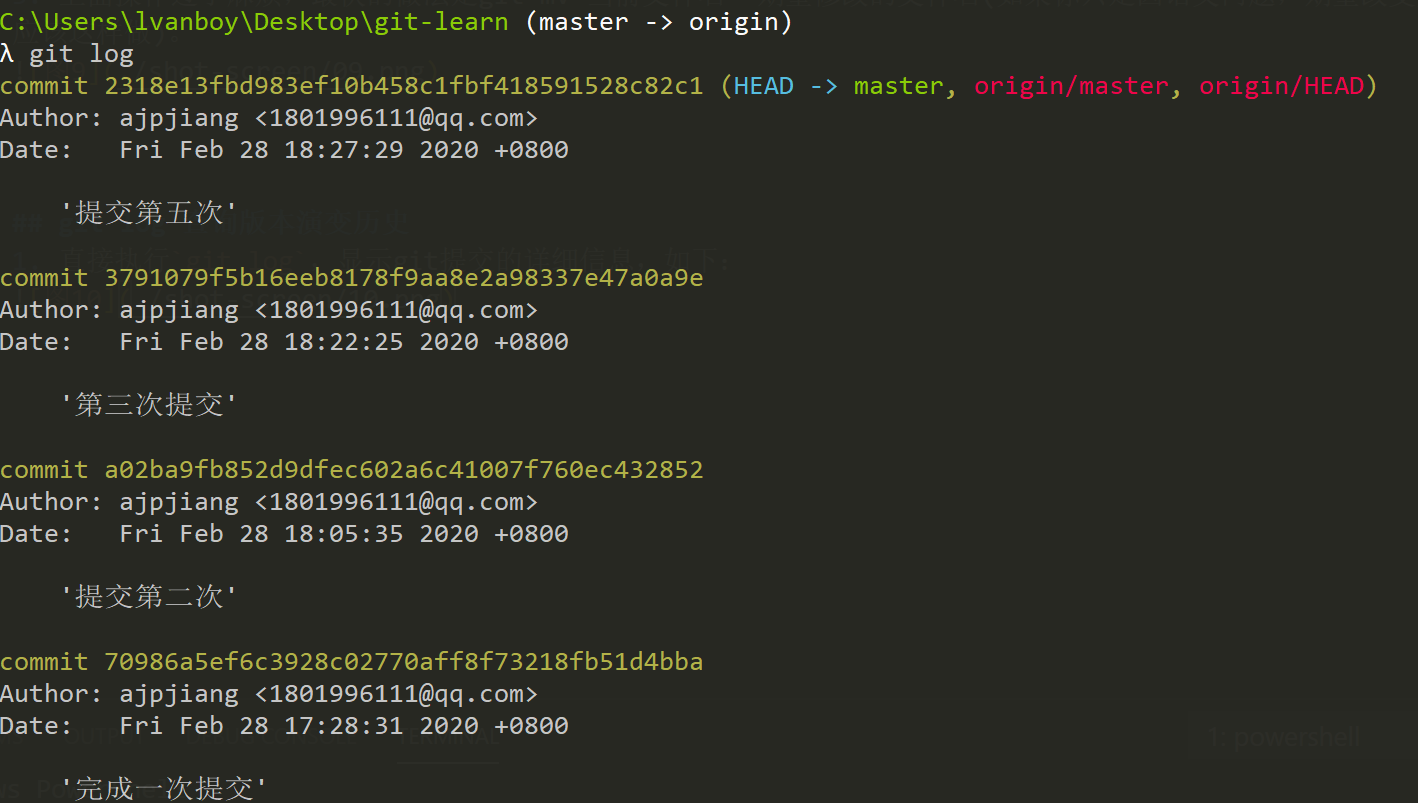 C:\Users\lvanboy\Desktop\git-learn (master -> origin)
λ git log
commit 2318e13fbd983ef10b458c1fbf418591528c82c1 (HEAD -> master, origin/master, origin/HEAD)
Author: ajpjiang <1801996111@qq.com>
Date:   Fri Feb 28 18:27:29 2020 +0800
'提交第五次'
commit 3791079f5b16eeb8178f9aa8e2a98337e47a0a9e
Author: ajpjiang <1801996111@qq.com>
Date:   Fri Feb 28 18:22:25 2020 +0800
'第三次提交'
commit a02ba9fb852d9dfec602a6c41007f760ec432852
Author: ajpjiang <1801996111@qq.com>
Date:   Fri Feb 28 18:05:35 2020 +0800
'提交第二次'
commit 70986a5ef6c3928c02770aff8f73218fb51d4bba
Author: ajpjiang <1801996111@qq.com>
Date:   Fri Feb 28 17:28:31 2020 +0800
TERMINAL
1: powershell
'完成一次提交'